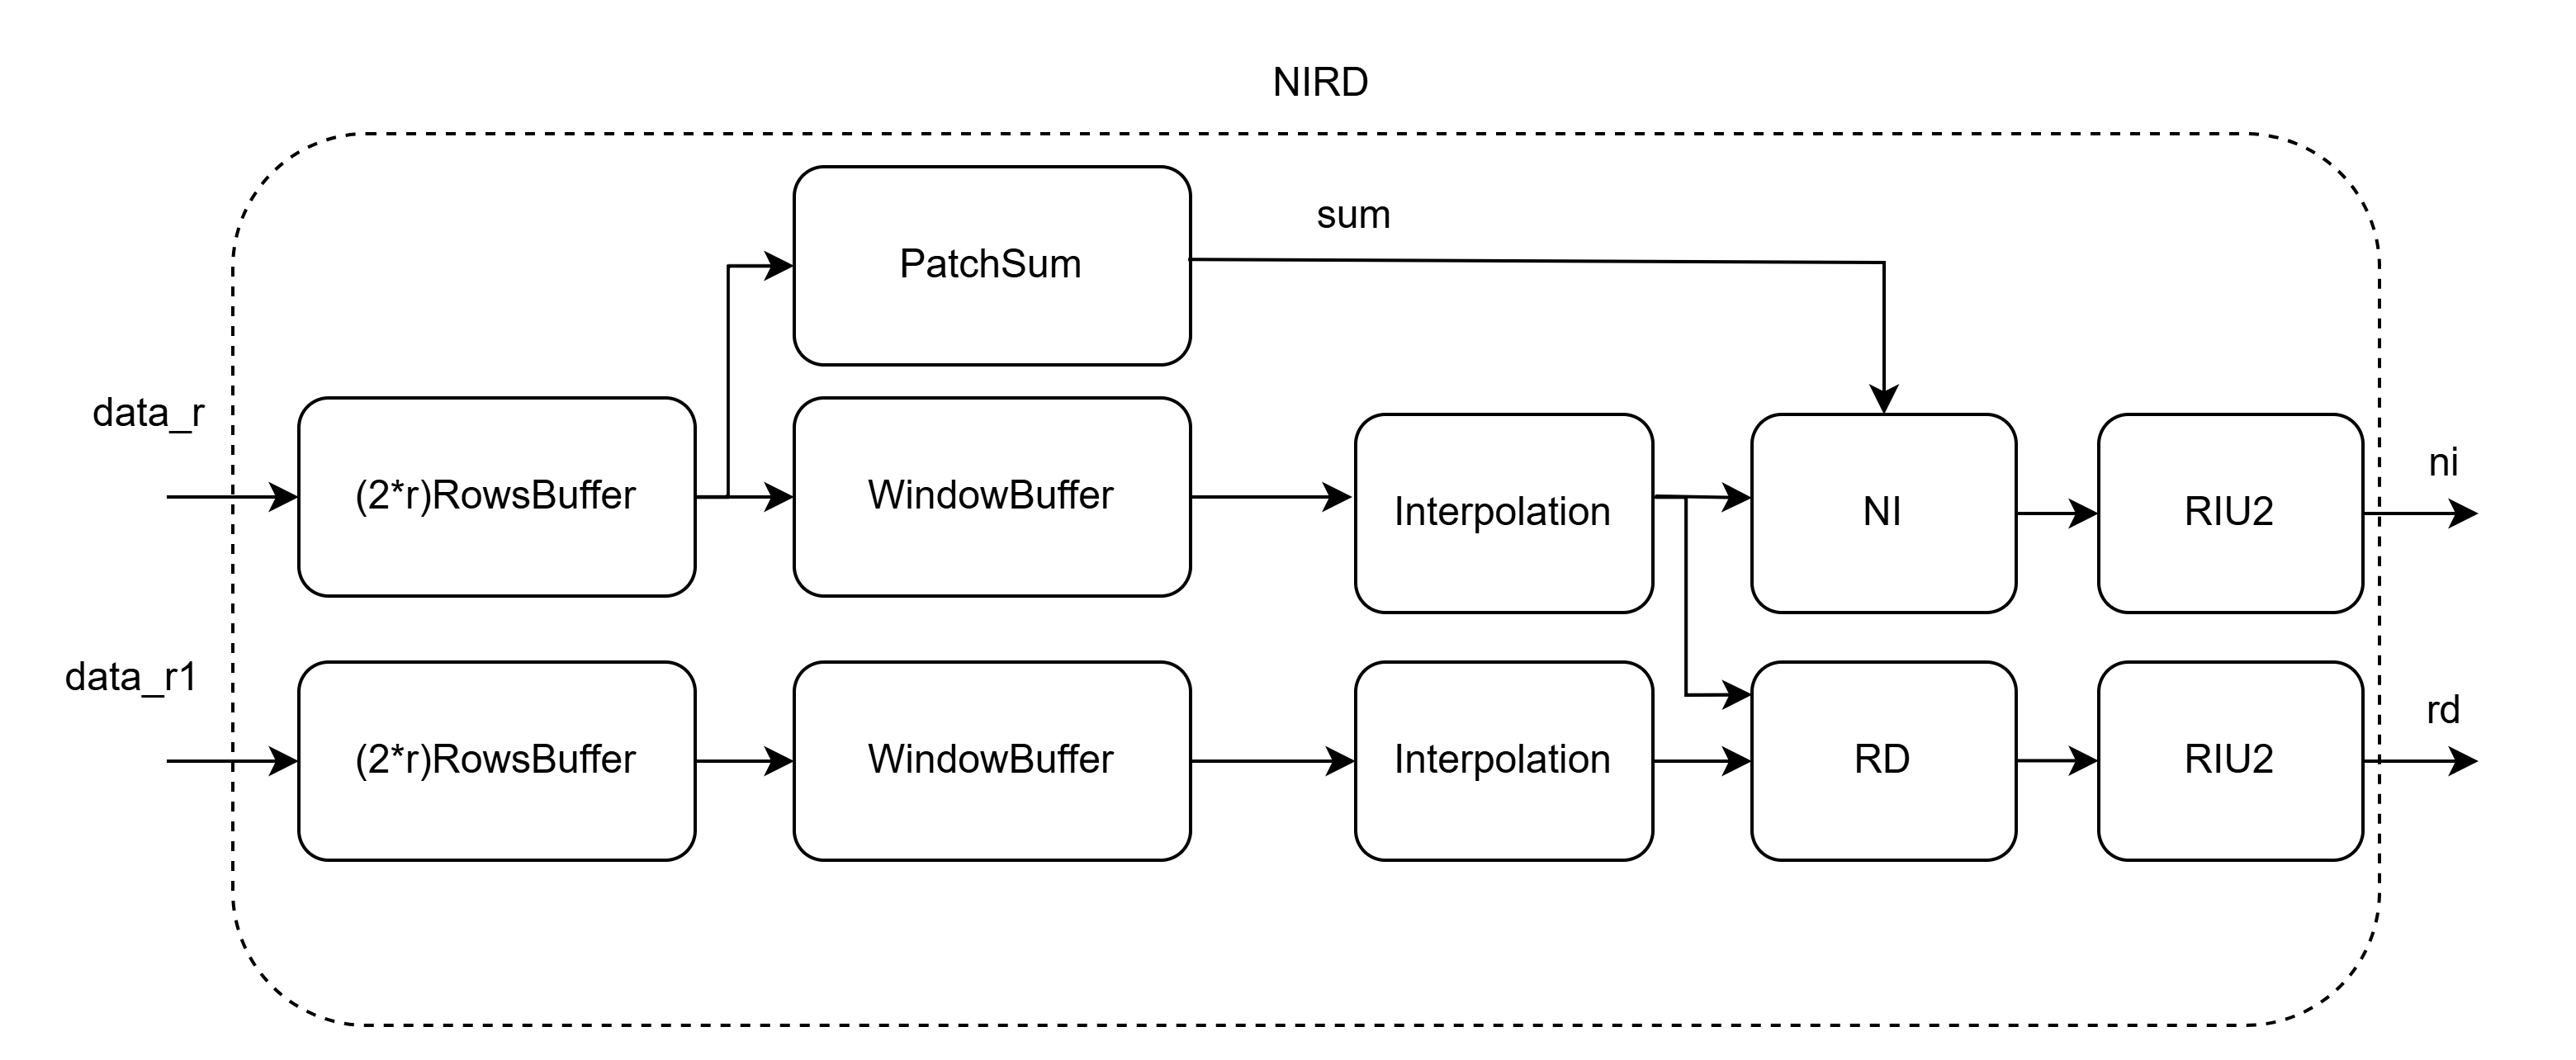 NIRD
PatchSum
sum
data_r
(2*r)RowsBuffer
WindowBuffer
Interpolation
NI
RIU2
ni
data_r1
(2*r)RowsBuffer
WindowBuffer
Interpolation
RD
RIU2
rd